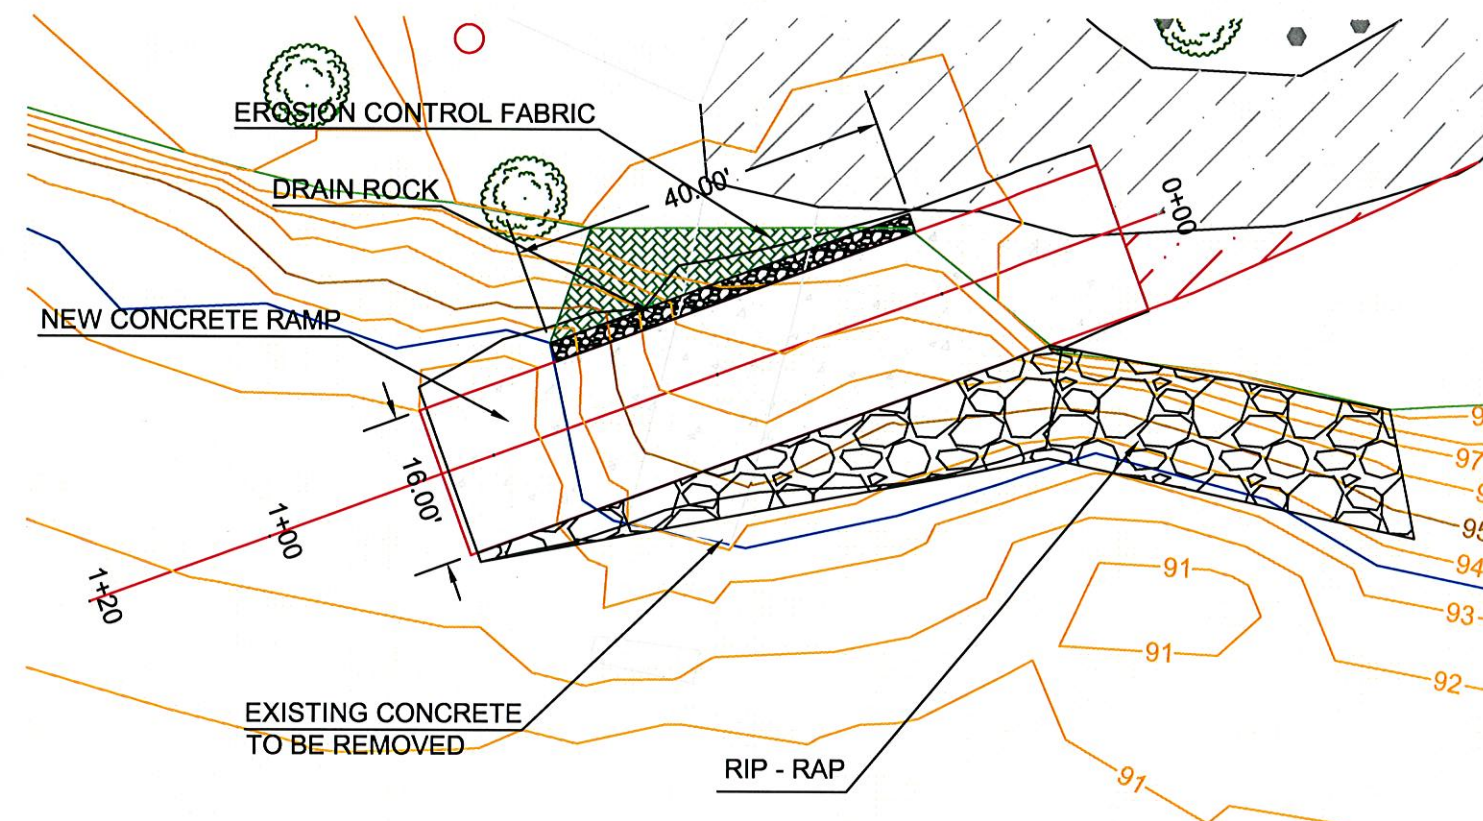 EROSION CONTROL FABRIC
DRAIN ROCK
40.00'
0+00
NEW CONCRETE RAMP
16.00'
1+00
1+20
97
95
94
93
92
91
91
91
EXISTING CONCRETE
TO BE REMOVED
RIP - RAP